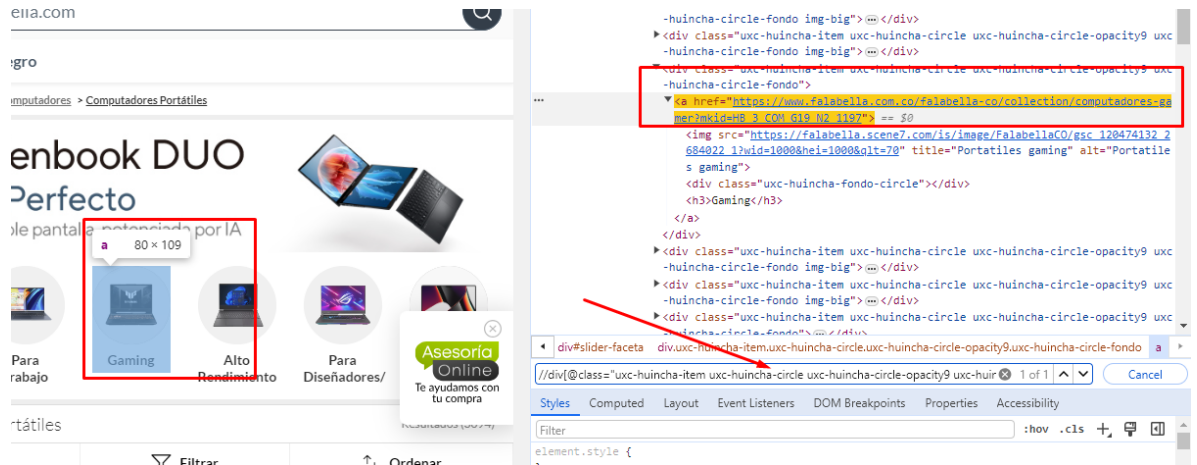 bella.com
egro
omputadores > Computadores Portátiles
enbook DUO
Perfecto
ble pantalla, potenciada por IA
a 80 × 109
Para
rabajo
Gaming
Alto
Rendimiento
Para
Diseñadores/
Asesoría
Online
Te ayudamos con
tu compra
rtátiles
Resultados (3094)
Filtrar
Ordenar
-huincha-circle-fondo img-big">…</div>
<div class="uxc-huincha-item uxc-huincha-circle uxc-huincha-circle-opacity9 uxc
-huincha-circle-fondo img-big">…</div>
<div class="uxc-huincha-item uxc-huincha-circle uxc-huincha-circle-opacity9 uxc
-huincha-circle-fondo">
… <a href="https://www.falabella.com.co/falabella-co/collection/computadores-ga
mer?mkid=HB_3_COM_G19_N2_1197"> == $0
<img src="https://falabella.scene7.com/is/image/FalabellaCO/gsc_120474132_2
684022_1?wid=1000&hei=1000&qlt=70" title="Portatiles gaming" alt="Portatile
s gaming">
<div class="uxc-huincha-fondo-circle"></div>
<h3>Gaming</h3>
</a>
</div>
<div class="uxc-huincha-item uxc-huincha-circle uxc-huincha-circle-opacity9 uxc
-huincha-circle-fondo img-big">…</div>
<div class="uxc-huincha-item uxc-huincha-circle uxc-huincha-circle-opacity9 uxc
-huincha-circle-fondo img-big">…</div>
<div class="uxc-huincha-item uxc-huincha-circle uxc-huincha-circle-opacity9 uxc
-huincha-circle-fondo">…</div>
div#slider-faceta div.uxc-huincha-item.uxc-huincha-circle.uxc-huincha-circle-opacity9.uxc-huincha-circle-fondo a
//div[@class="uxc-huincha-item uxc-huincha-circle uxc-huincha-circle-opacity9 uxc-huir 1 of 1 Cancel
Styles Computed Layout Event Listeners DOM Breakpoints Properties Accessibility
Filter :hov .cls
element.style {